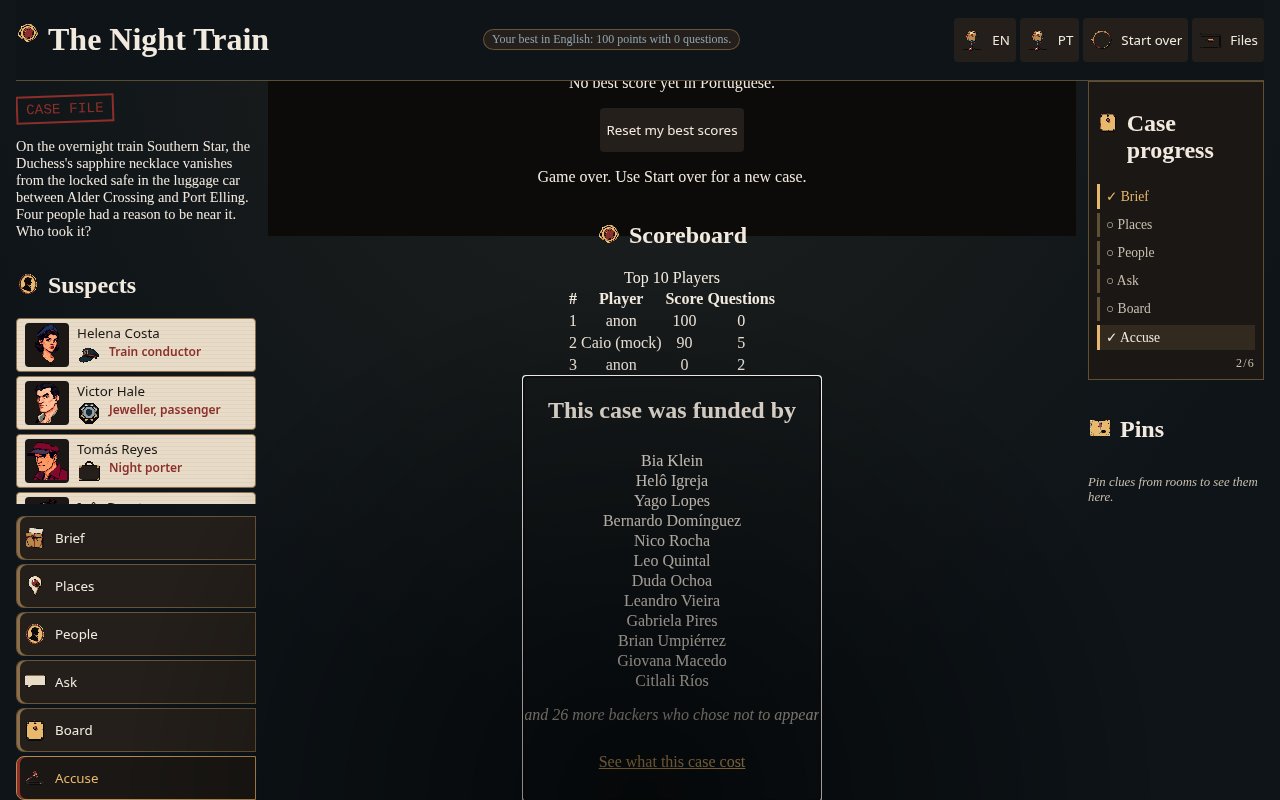 The Night Train
Your best in English: 100 points with 0 questions.
EN
PT
Start over
Files
CASE FILE
On the overnight train Southern Star, the
Duchess's sapphire necklace vanishes
from the locked safe in the luggage car
between Alder Crossing and Port Elling.
Four people had a reason to be near it.
Who took it?
Suspects
Helena Costa
Train conductor
Victor Hale
Jeweller, passenger
Tomás Reyes
Night porter
Brief
Places
People
Ask
Board
Accuse
No best score yet in Portuguese.
Reset my best scores
Game over. Use Start over for a new case.
Scoreboard
Top 10 Players
# Player Score Questions
1 anon 100 0
2 Caio (mock) 90 5
3 anon 0 2
This case was funded by
Bia Klein
Helô Igreja
Yago Lopes
Bernardo Domínguez
Nico Rocha
Leo Quintal
Duda Ochoa
Leandro Vieira
Gabriela Pires
Brian Umpiérrez
Giovana Macedo
Citlali Ríos
and 26 more backers who chose not to appear
See what this case cost
Case
progress
✓ Brief
○ Places
○ People
○ Ask
○ Board
✓ Accuse
2/6
Pins
Pin clues from rooms to see them
here.